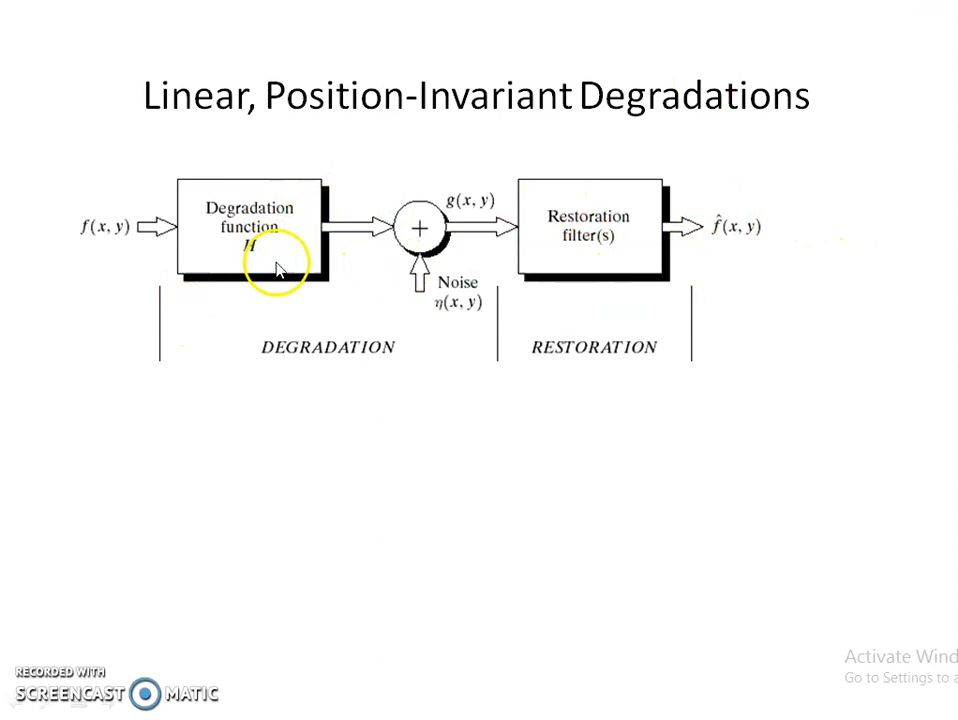 Linear, Position-Invariant Degradations
f(x, y)
Degradation
function
H
+
g(x, y)
Noise
η(x, y)
Restoration
filter(s)
f̂(x, y)
DEGRADATION
RESTORATION
Activate Wind
Go to Settings to a
RECORDED WITH
SCREENCAST MATIC